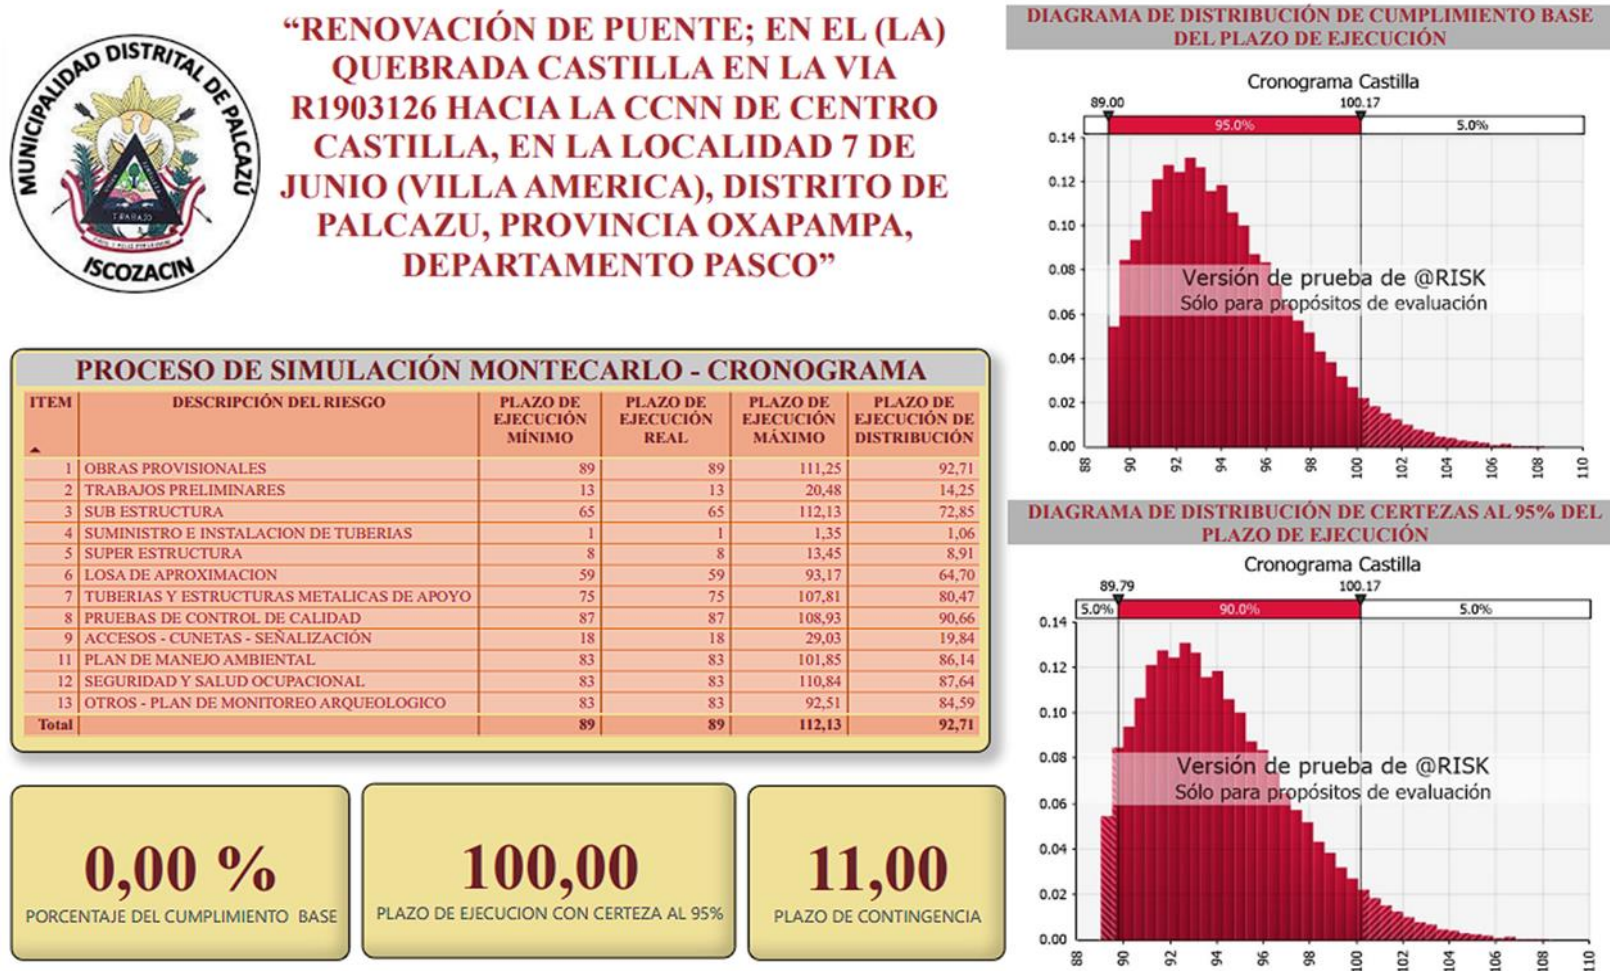 MUNICIPALIDAD DISTRITAL DE PALCAZÚ
ISCOZACIN
TRABAJO
“RENOVACIÓN DE PUENTE; EN EL (LA)
QUEBRADA CASTILLA EN LA VIA
R1903126 HACIA LA CCNN DE CENTRO
CASTILLA, EN LA LOCALIDAD 7 DE
JUNIO (VILLA AMERICA), DISTRITO DE
PALCAZU, PROVINCIA OXAPAMPA,
DEPARTAMENTO PASCO”
PROCESO DE SIMULACIÓN MONTECARLO - CRONOGRAMA
ITEM DESCRIPCIÓN DEL RIESGO PLAZO DE EJECUCIÓN MÍNIMO PLAZO DE EJECUCIÓN REAL PLAZO DE EJECUCIÓN MÁXIMO PLAZO DE EJECUCIÓN DE DISTRIBUCIÓN
1 OBRAS PROVISIONALES 89 89 111,25 92,71
2 TRABAJOS PRELIMINARES 13 13 20,48 14,25
3 SUB ESTRUCTURA 65 65 112,13 72,85
4 SUMINISTRO E INSTALACION DE TUBERIAS 1 1 1,35 1,06
5 SUPER ESTRUCTURA 8 8 13,45 8,91
6 LOSA DE APROXIMACION 59 59 93,17 64,70
7 TUBERIAS Y ESTRUCTURAS METALICAS DE APOYO 75 75 107,81 80,47
8 PRUEBAS DE CONTROL DE CALIDAD 87 87 108,93 90,66
9 ACCESOS - CUNETAS - SEÑALIZACIÓN 18 18 29,03 19,84
11 PLAN DE MANEJO AMBIENTAL 83 83 101,85 86,14
12 SEGURIDAD Y SALUD OCUPACIONAL 83 83 110,84 87,64
13 OTROS - PLAN DE MONITOREO ARQUEOLOGICO 83 83 92,51 84,59
Total 89 89 112,13 92,71
0,00 %
PORCENTAJE DEL CUMPLIMIENTO BASE
100,00
PLAZO DE EJECUCION CON CERTEZA AL 95%
11,00
PLAZO DE CONTINGENCIA
DIAGRAMA DE DISTRIBUCIÓN DE CUMPLIMIENTO BASE
DEL PLAZO DE EJECUCIÓN
Cronograma Castilla
89.00 100.17
95.0% 5.0%
0.14
0.12
0.10
0.08
0.06
0.04
0.02
0.00
Versión de prueba de @RISK
Sólo para propósitos de evaluación
88 90 92 94 96 98 100 102 104 106 108 110
DIAGRAMA DE DISTRIBUCIÓN DE CERTEZAS AL 95% DEL
PLAZO DE EJECUCIÓN
Cronograma Castilla
89.79 100.17
5.0% 90.0% 5.0%
0.14
0.12
0.10
0.08
0.06
0.04
0.02
0.00
Versión de prueba de @RISK
Sólo para propósitos de evaluación
88 90 92 94 96 98 100 102 104 106 108 110